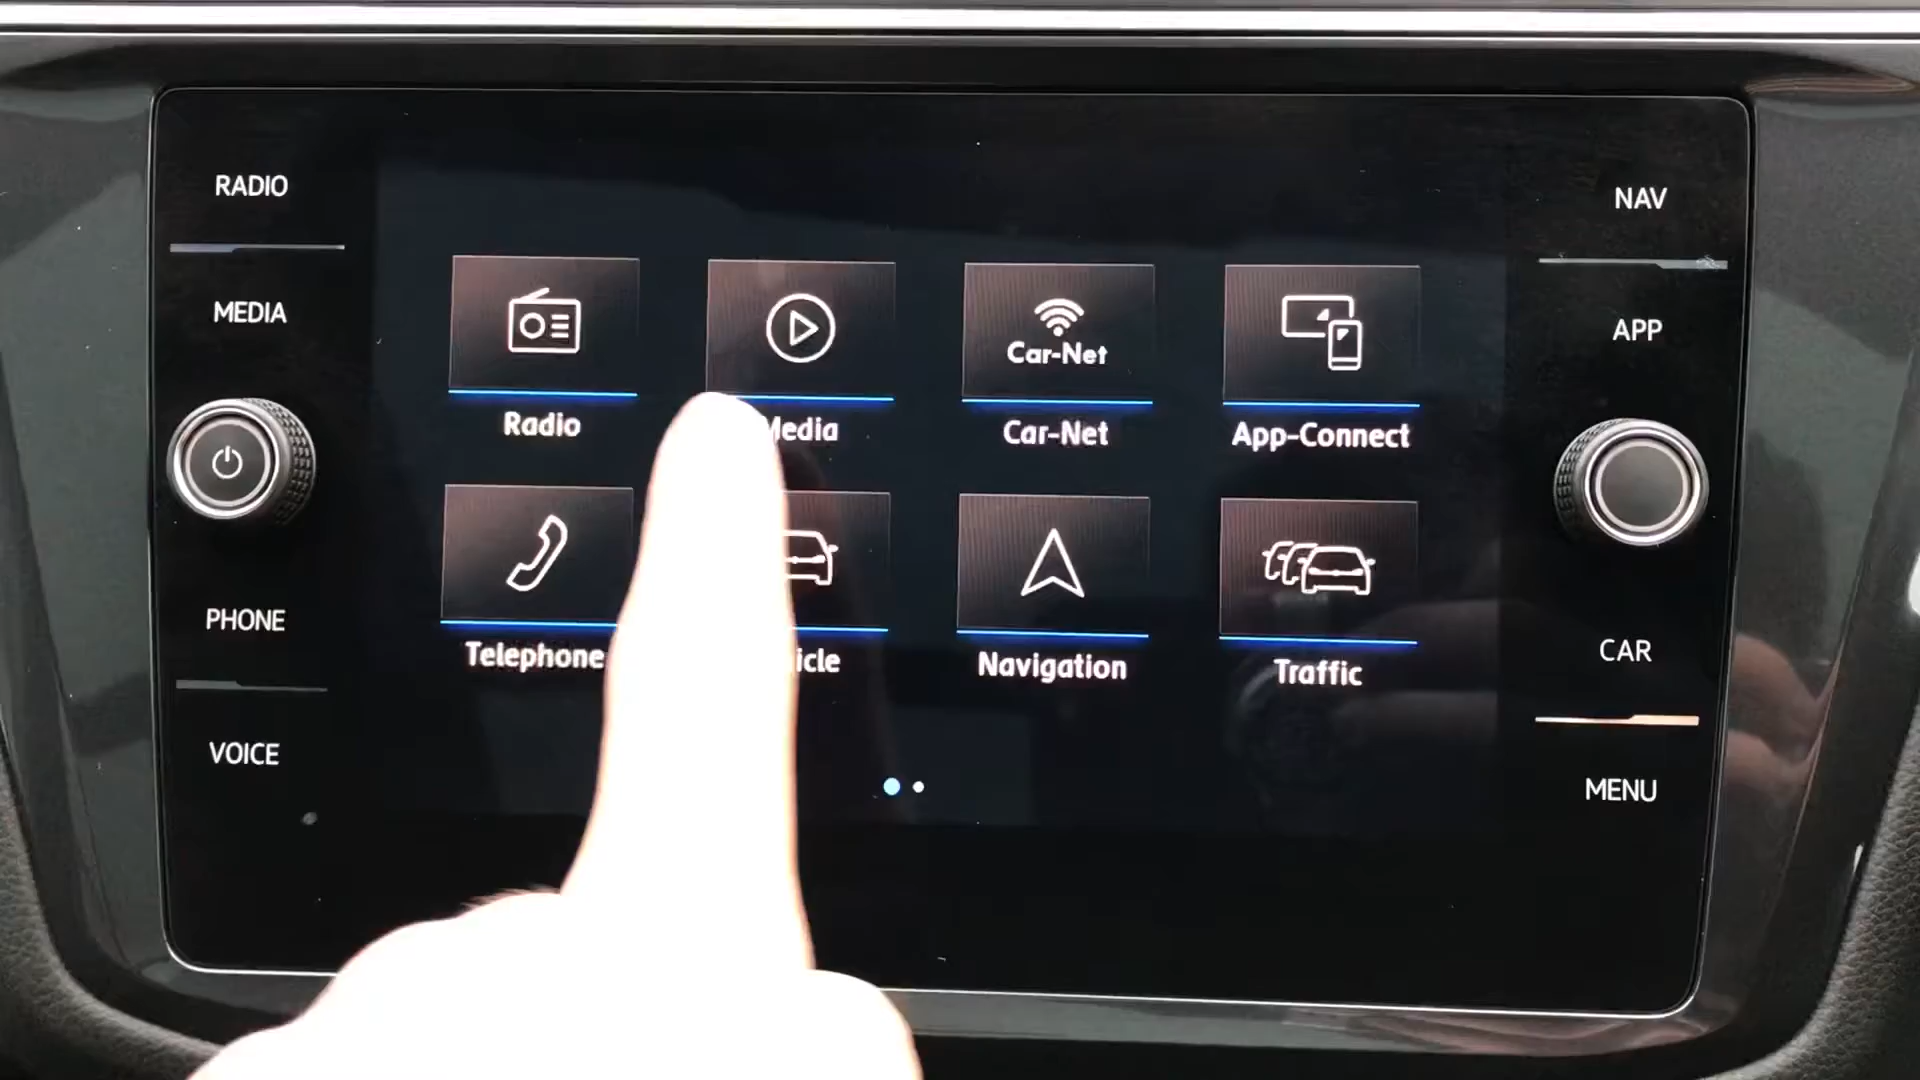 RADIO
NAV
MEDIA
APP
Car-Net
Radio
Media
Car-Net
App-Connect
PHONE
CAR
Telephone
icle
Navigation
Traffic
VOICE
MENU